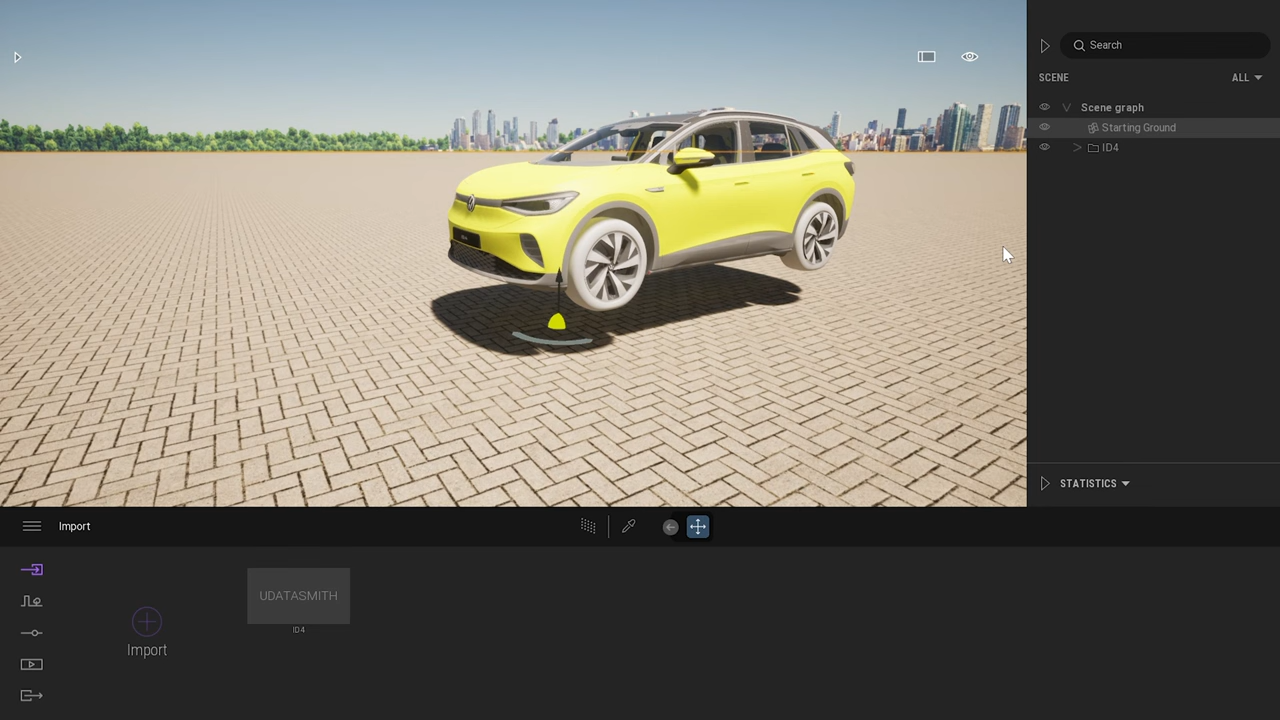 Search
SCENE
ALL
Scene graph
Starting Ground
ID4
STATISTICS
Import
UDATASMITH
ID4
Import